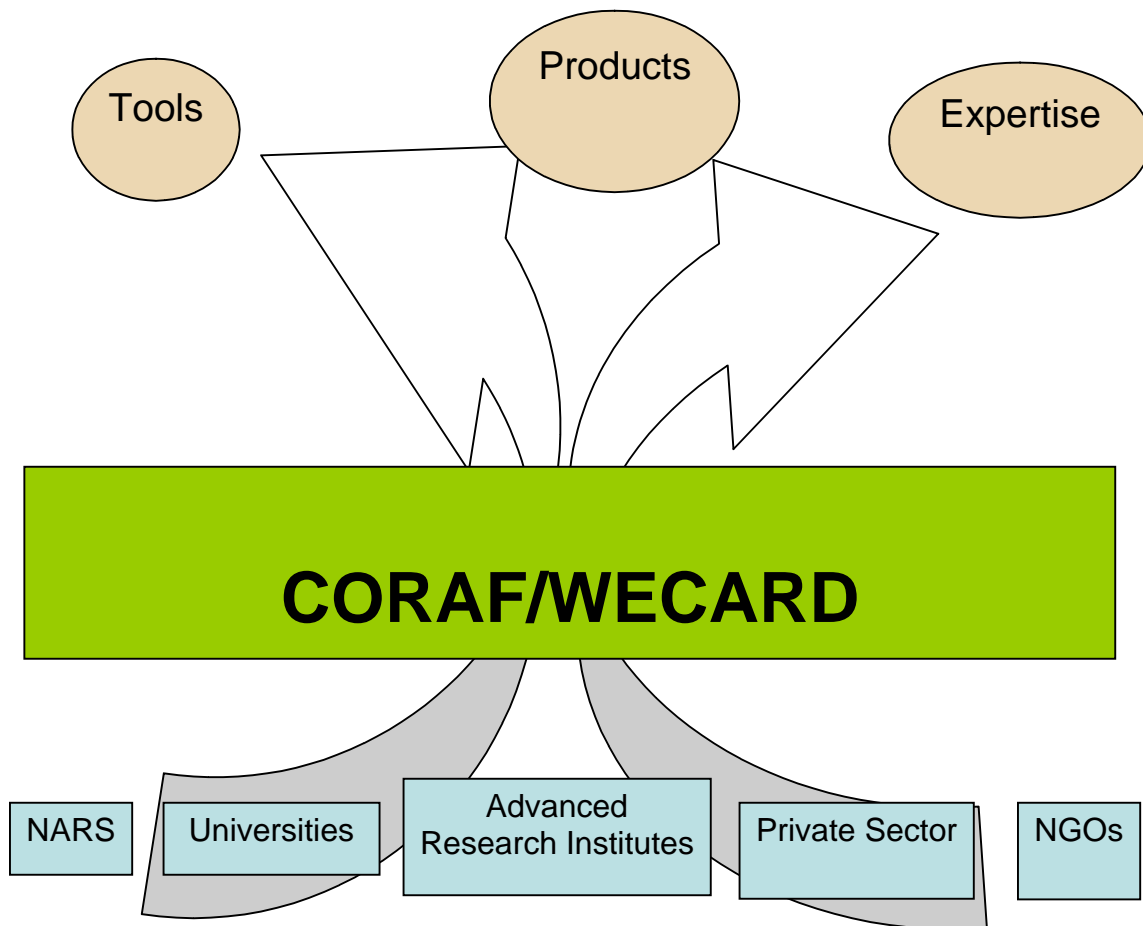 Tools
Products
Expertise
CORAF/WECARD
NARS
Universities
Advanced
Research Institutes
Private Sector
NGOs